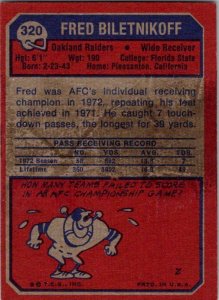 320
FRED BILETNIKOFF
Oakland Raiders • Wide Receiver
Hgt: 6'1" Wgt: 190 College: Florida State
Born: 2-23-43 Home: Pleasanton, California
Fred was AFC's individual receiving
champion in 1972, repeating his feat
achieved in 1971. He caught 7 touch-
down passes, the longest for 39 yards.
PASS RECEIVING RECORD
1972 Season
Lifetime
HOW MANY TEAMS FAILED TO SCORE
IN AN NFC CHAMPIONSHIP GAME?
© T.C.G., INC.
PRTD. IN U.S.A.